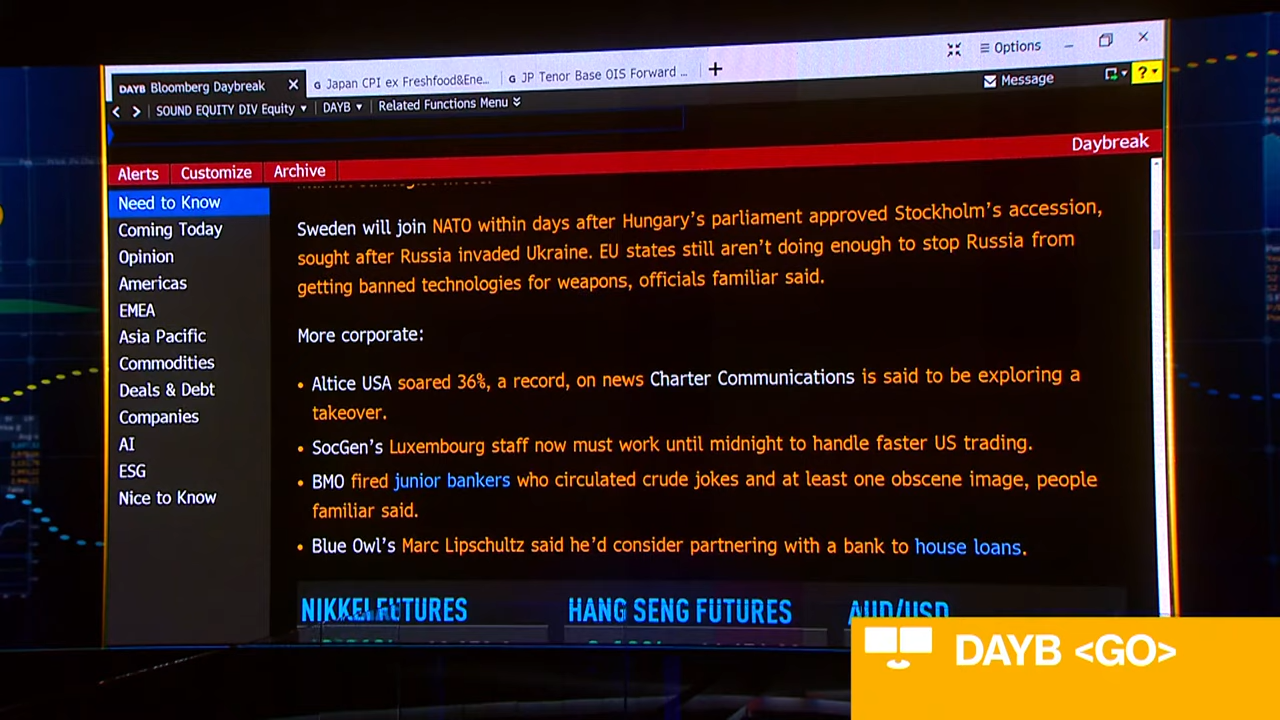 DAYB Bloomberg Daybreak
G Japan CPI ex Freshfood&Ene...
G JP Tenor Base OIS Forward ...
Options
SOUND EQUITY DIV Equity
DAYB
Related Functions Menu
Message
?
Daybreak
Alerts
Customize
Archive
Need to Know
Coming Today
Opinion
Americas
EMEA
Asia Pacific
Commodities
Deals & Debt
Companies
AI
ESG
Nice to Know
Sweden will join NATO within days after Hungary's parliament approved Stockholm's accession,
sought after Russia invaded Ukraine. EU states still aren't doing enough to stop Russia from
getting banned technologies for weapons, officials familiar said.
More corporate:
• Altice USA soared 36%, a record, on news Charter Communications is said to be exploring a
takeover.
• SocGen's Luxembourg staff now must work until midnight to handle faster US trading.
• BMO fired junior bankers who circulated crude jokes and at least one obscene image, people
familiar said.
• Blue Owl's Marc Lipschultz said he'd consider partnering with a bank to house loans.
NIKKEI FUTURES
HANG SENG FUTURES
AUD/USD
DAYB <GO>